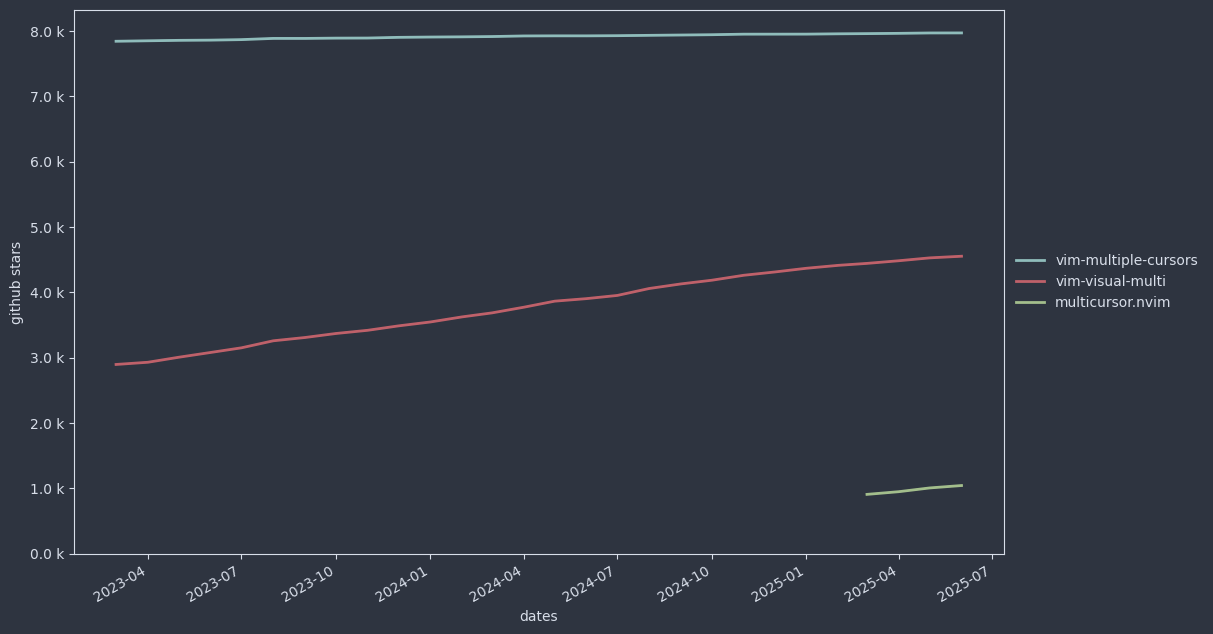 8.0 k
7.0 k
6.0 k
5.0 k
4.0 k
3.0 k
2.0 k
1.0 k
0.0 k
github stars
2023-04
2023-07
2023-10
2024-01
2024-04
2024-07
2024-10
2025-01
2025-04
2025-07
dates
vim-multiple-cursors
vim-visual-multi
multicursor.nvim